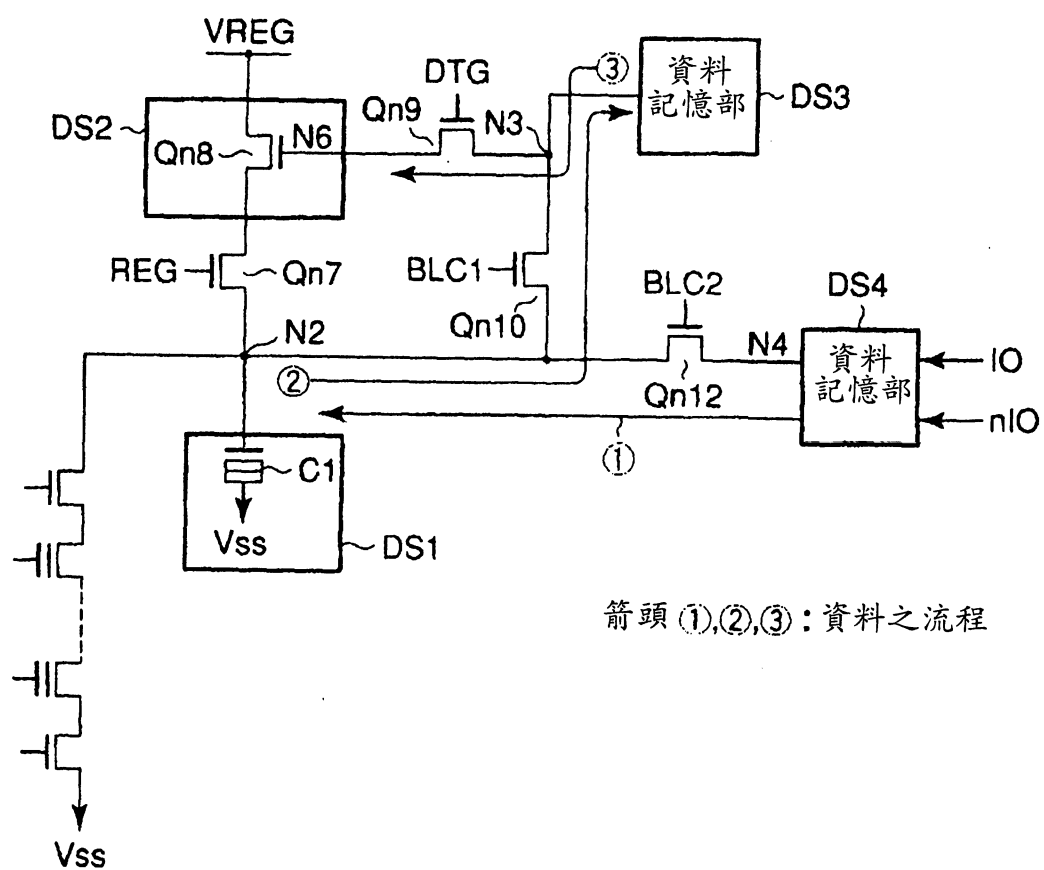 VREG
DTG
③
資料
記憶部
DS3
DS2
Qn9
N3
N6
Qn8
REG
Qn7
BLC1
Qn10
BLC2
DS4
N2
N4
資料
記憶部
IO
②
Qn12
nIO
①
C1
Vss
DS1
箭頭①,②,③:資料之流程
Vss